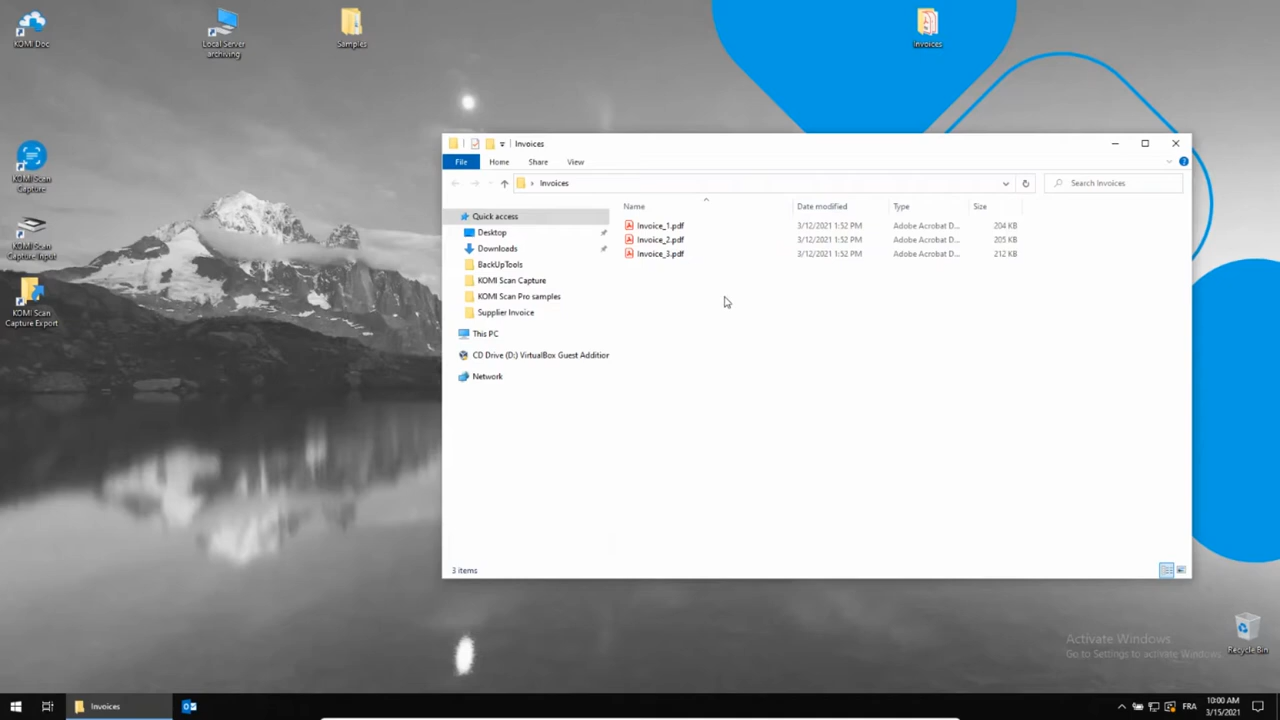 KOMI Doc
Local Server
archiving
Samples
Invoices
KOMI Scan
Capture
KOMI Scan
Capture Input
KOMI Scan
Capture Export
Invoices
File
Home
Share
View
Invoices
Search Invoices
Name
Date modified
Type
Size
Quick access
Desktop
Downloads
BackUpTools
KOMI Scan Capture
KOMI Scan Pro samples
Supplier Invoice
This PC
CD Drive (D:) VirtualBox Guest Addition
Network
Invoice_1.pdf 3/12/2021 1:52 PM Adobe Acrobat D... 204 KB
Invoice_2.pdf 3/12/2021 1:52 PM Adobe Acrobat D... 205 KB
Invoice_3.pdf 3/12/2021 1:52 PM Adobe Acrobat D... 212 KB
3 items
Activate Windows
Go to Settings to activate Windows.
Recycle Bin
Invoices
FRA
10:00 AM
3/15/2021